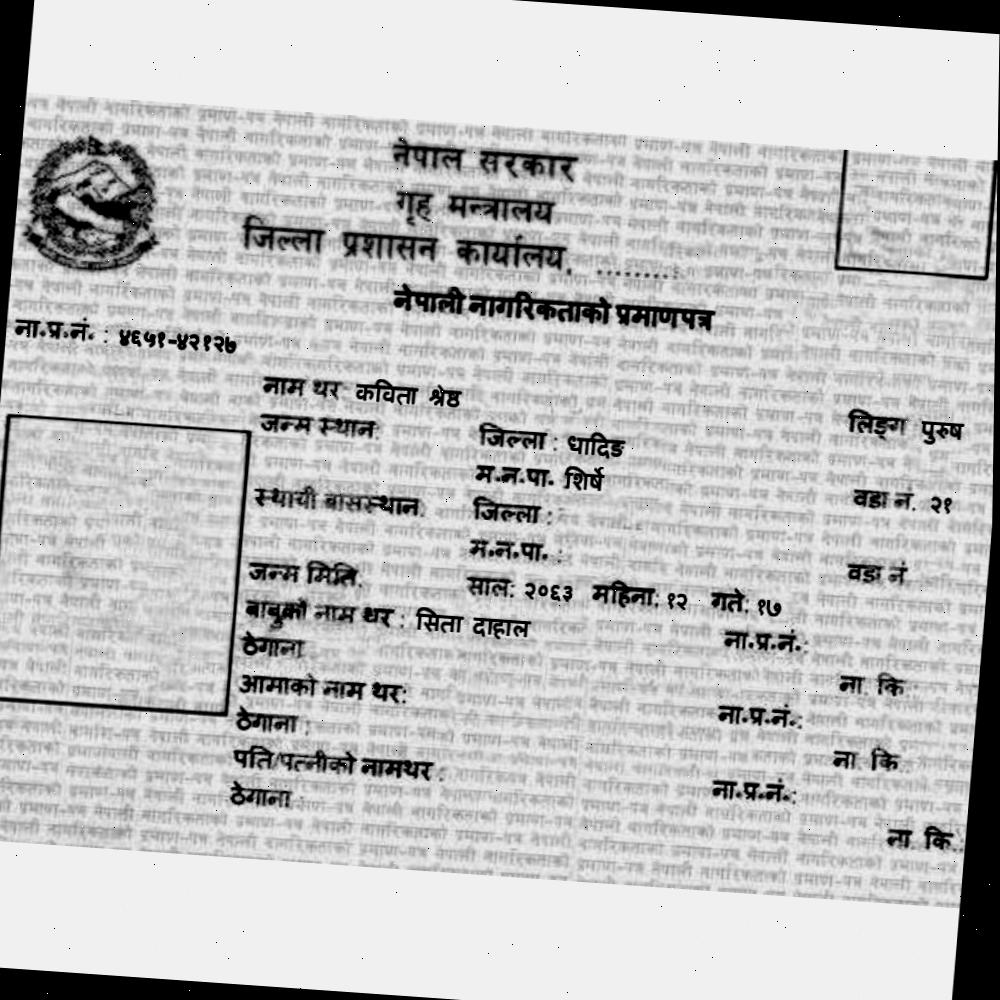 नेपाल सरकार
गृह मन्त्रालय
जिल्ला प्रशासन कार्यालय, .........
नेपाली नागरिकताको प्रमाणपत्र
ना.प्र.नं. : ४६५१-४२१२७
नाम थर: कविता श्रेष्ठ लिङ्ग पुरुष
जन्म स्थान: जिल्ला : धादिङ
म.न.पा. शिर्षे वडा नं. २१
स्थायी बासस्थान: जिल्ला :
म.न.पा. : वडा नं
जन्म मिति: साल: २०६३ महिना: १२ गते: १७
बाबुको नाम थर : सिता दाहाल ना.प्र.नं.:
ठेगाना ना. कि.:
आमाको नाम थर: ना.प्र.नं.:
ठेगाना : ना. कि.
पति/पत्नीको नामथर : ना.प्र.नं.:
ठेगाना : ना. कि.: